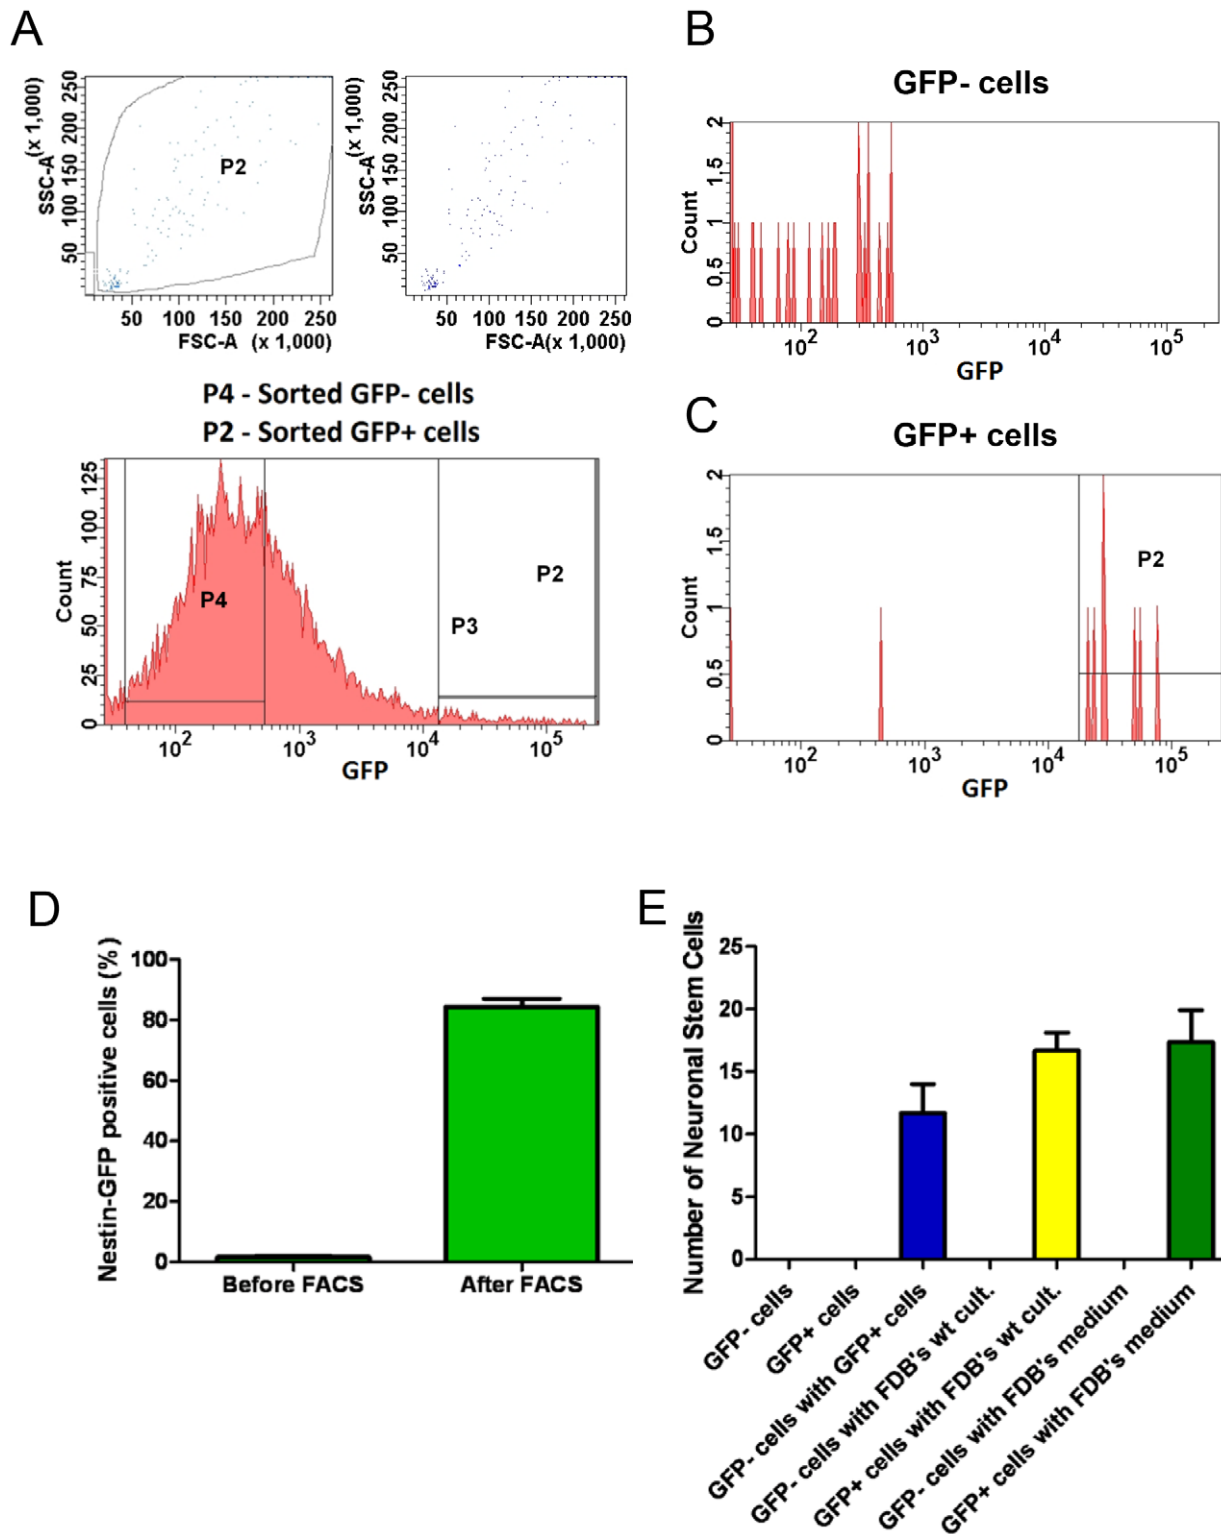 A
SSC-A (x 1,000)
250
200
150
100
50
P2
50 100 150 200 250
FSC-A (x 1,000)
SSC-A (x 1,000)
250
200
150
100
50
50 100 150 200 250
FSC-A(x 1,000)
P4 - Sorted GFP- cells
P2 - Sorted GFP+ cells
Count
125
100
75
50
25
0
P4
P3
P2
10^2 10^3 10^4 10^5
GFP
B
GFP- cells
Count
2
1.5
1
0.5
0
10^2 10^3 10^4 10^5
GFP
C
GFP+ cells
Count
2
1.5
1
0.5
0
P2
10^2 10^3 10^4 10^5
GFP
D
Nestin-GFP positive cells (%)
100
80
60
40
20
0
Before FACS After FACS
E
Number of Neuronal Stem Cells
25
20
15
10
5
0
GFP- cells
GFP+ cells
GFP- cells with GFP+ cells
GFP- cells with FDB's wt cult.
GFP+ cells with FDB's wt cult.
GFP- cells with FDB's medium
GFP+ cells with FDB's medium